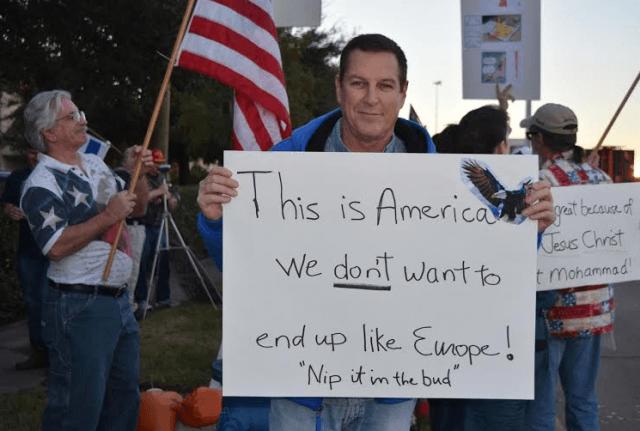 This is America
We don't want to
end up like Europe!
"Nip it in the bud"
great because of
Jesus Christ
t Mohammad!